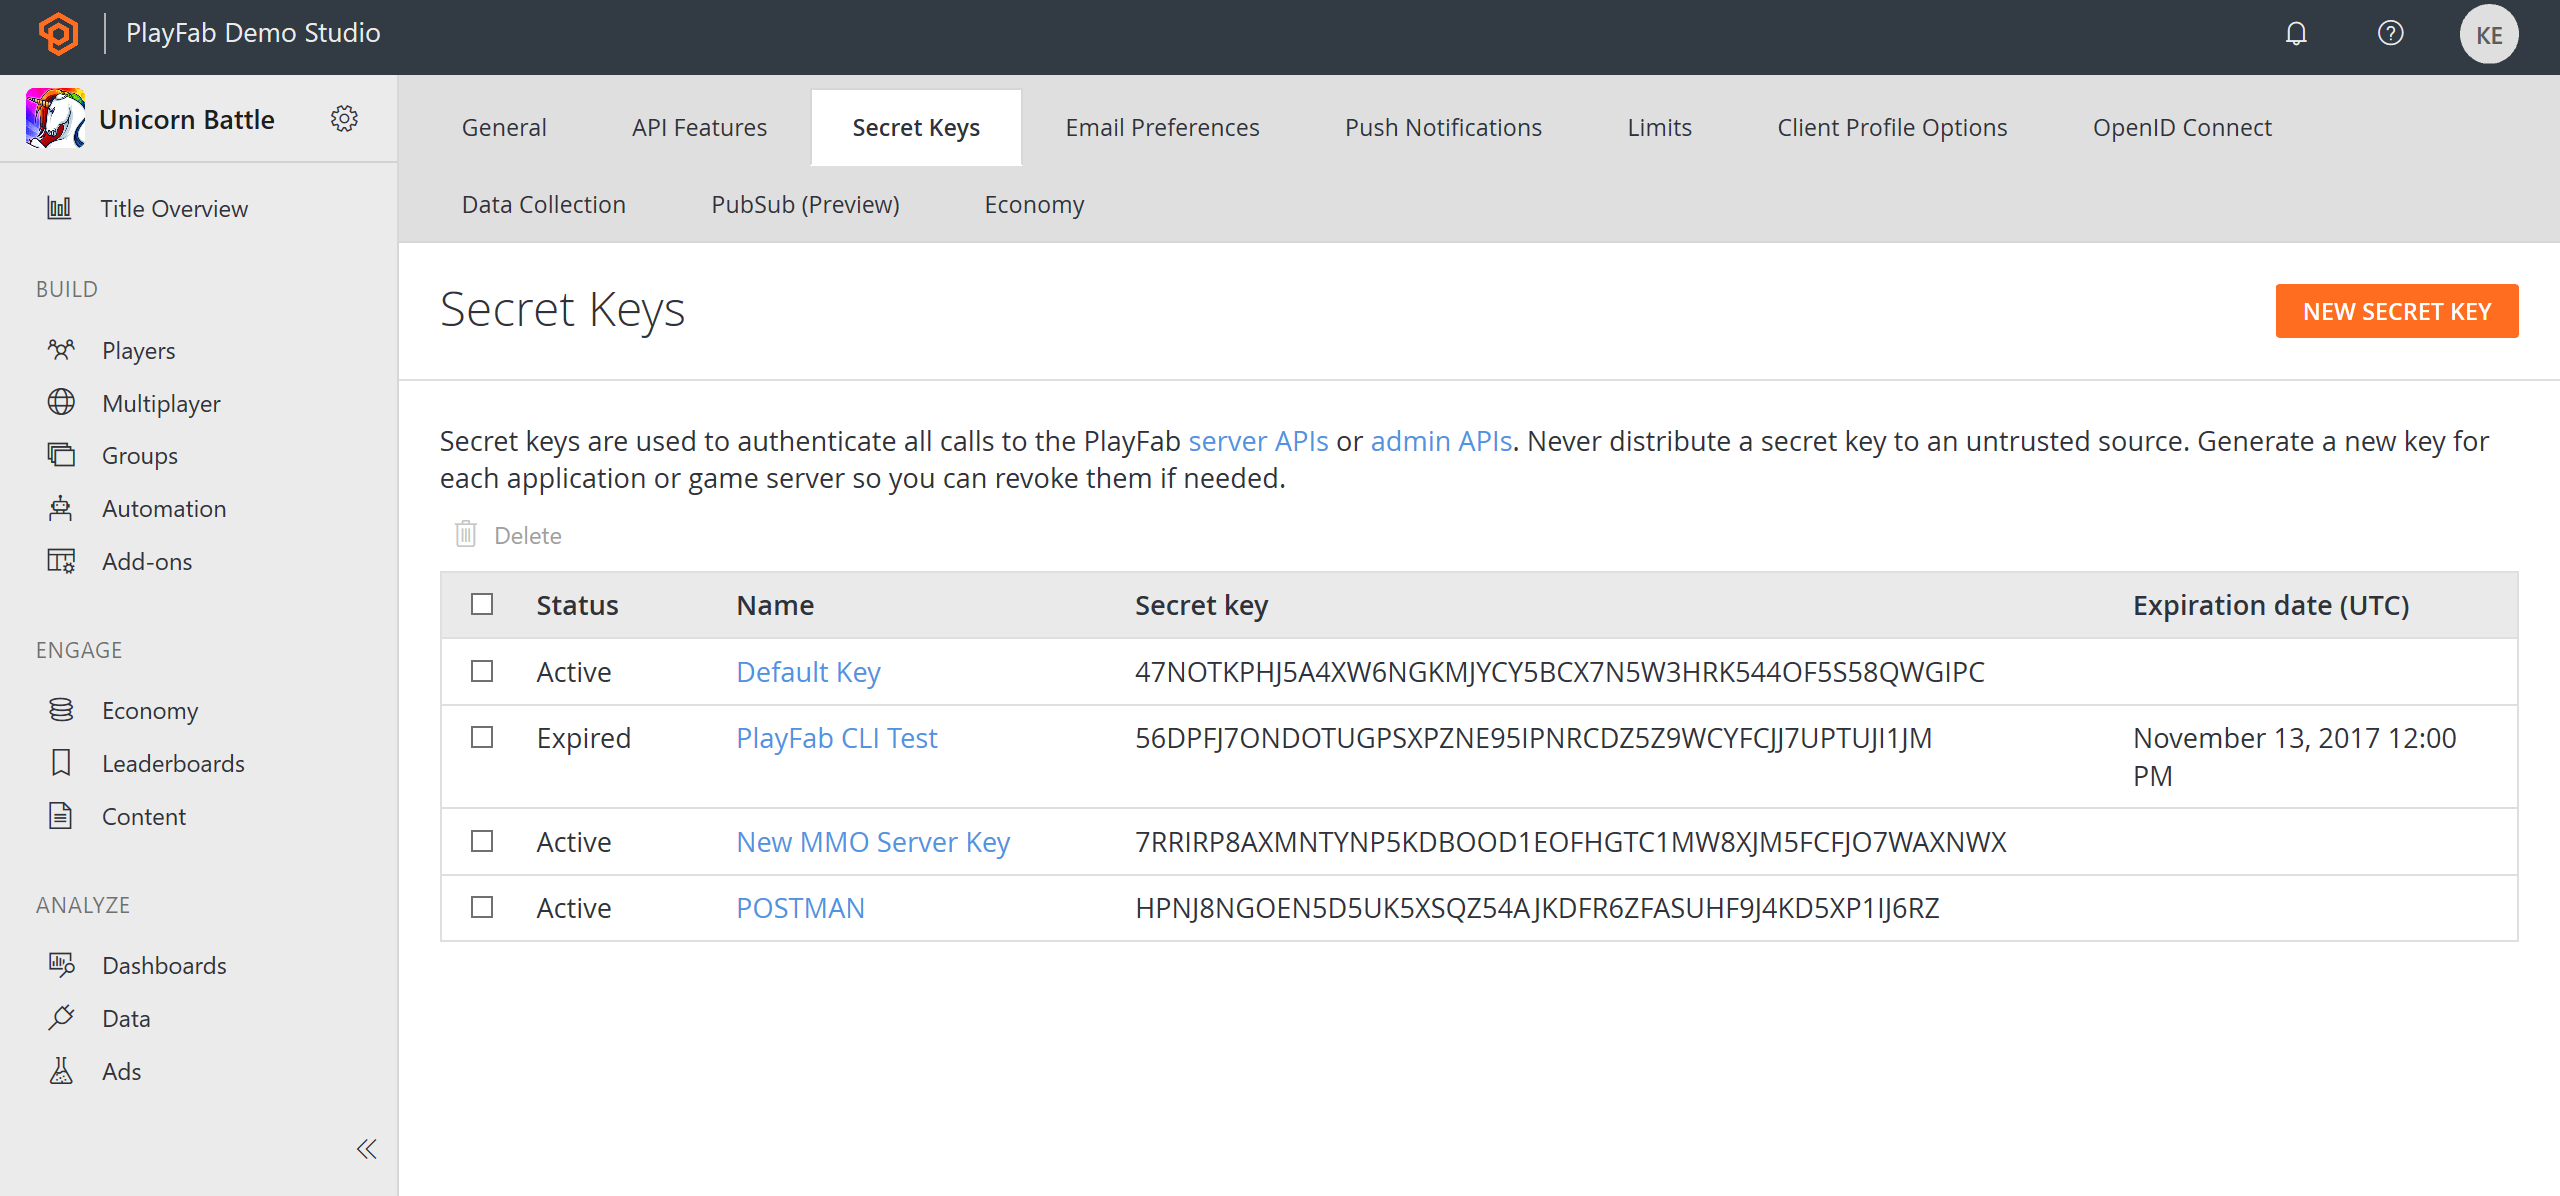 PlayFab Demo Studio
KE
Unicorn Battle
Title Overview
BUILD
Players
Multiplayer
Groups
Automation
Add-ons
ENGAGE
Economy
Leaderboards
Content
ANALYZE
Dashboards
Data
Ads
General API Features Secret Keys Email Preferences Push Notifications Limits Client Profile Options OpenID Connect
Data Collection PubSub (Preview) Economy
Secret Keys
NEW SECRET KEY
Secret keys are used to authenticate all calls to the PlayFab server APIs or admin APIs. Never distribute a secret key to an untrusted source. Generate a new key for
each application or game server so you can revoke them if needed.
Delete
Status Name Secret key Expiration date (UTC)
Active Default Key 47NOTKPHJ5A4XW6NGKMJYCY5BCX7N5W3HRK544OF5S58QWGIPC
Expired PlayFab CLI Test 56DPFJ7ONDOTUGPSXPZNE95IPNRCDZ5Z9WCYFCJJ7UPTUJI1JM November 13, 2017 12:00
PM
Active New MMO Server Key 7RRIRP8AXMNTYNP5KDBOOD1EOFHGTC1MW8XJM5FCFJO7WAXNWX
Active POSTMAN HPNJ8NGOEN5D5UK5XSQZ54AJKDFR6ZFASUHF9J4KD5XP1IJ6RZ